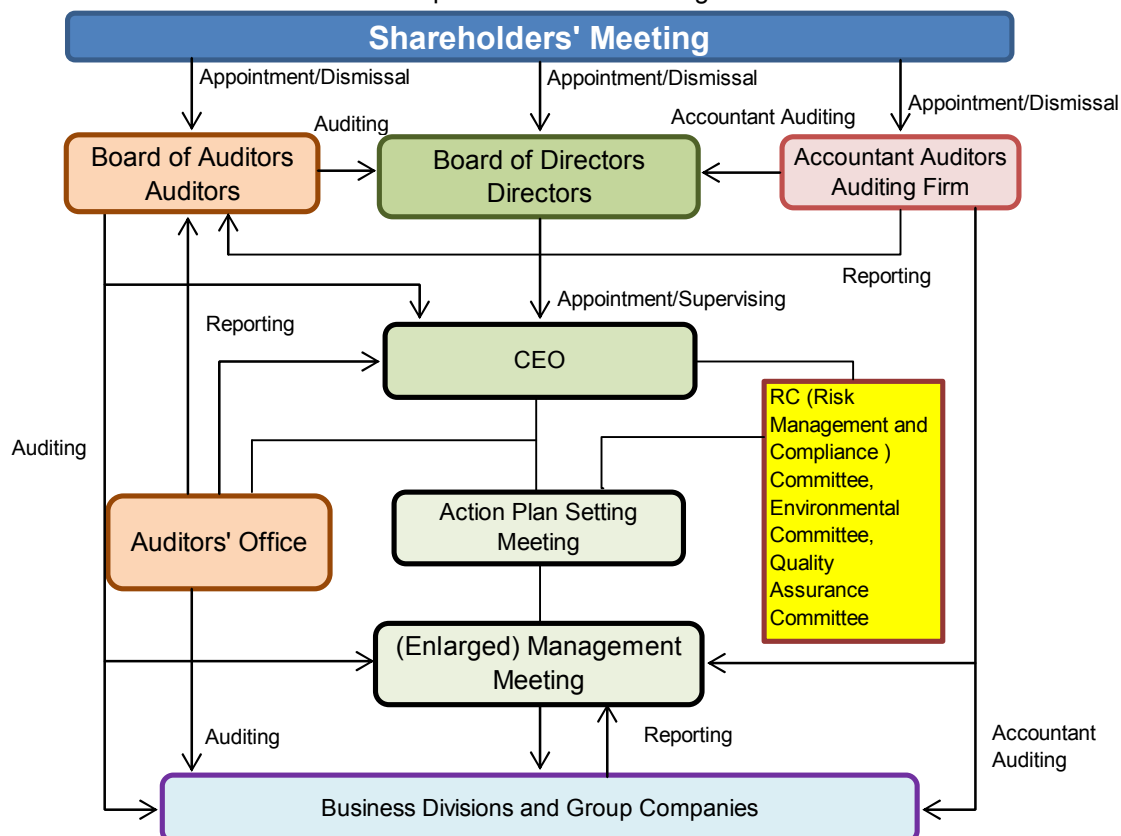 Shareholders' Meeting
Appointment/Dismissal
Appointment/Dismissal
Appointment/Dismissal
Auditing
Accountant Auditing
Board of Auditors
Auditors
Board of Directors
Directors
Accountant Auditors
Auditing Firm
Reporting
Appointment/Supervising
Reporting
CEO
RC (Risk
Management and
Compliance )
Committee,
Environmental
Committee,
Quality
Assurance
Committee
Auditing
Auditors' Office
Action Plan Setting
Meeting
(Enlarged) Management
Meeting
Auditing
Reporting
Accountant
Auditing
Business Divisions and Group Companies